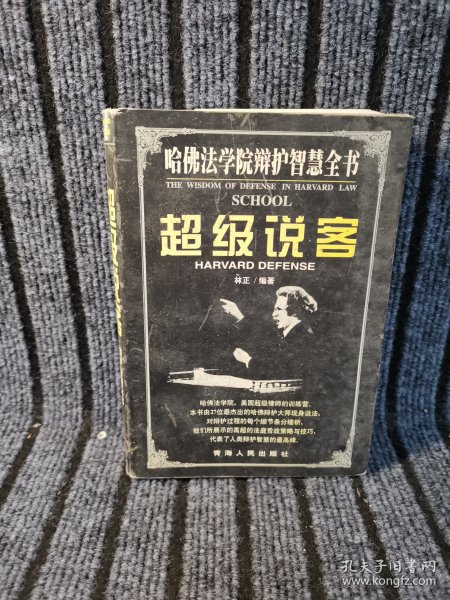 哈佛法学院辩护智慧全书
THE WISDOM OF DEFENSE IN HARVARD LAW
SCHOOL
超级说客
HARVARD DEFENSE
林正/编著
哈佛法学院，美国超级律师的训练营。
本书由27位最杰出的哈佛辩护大师现身说法，
对辩护过程的每个细节条分缕析，
他们所展示的高超的法庭舌战策略与技巧，
代表了人类辩护智慧的最高峰
青海人民出版社
孔夫子旧书网
www.kongfz.com